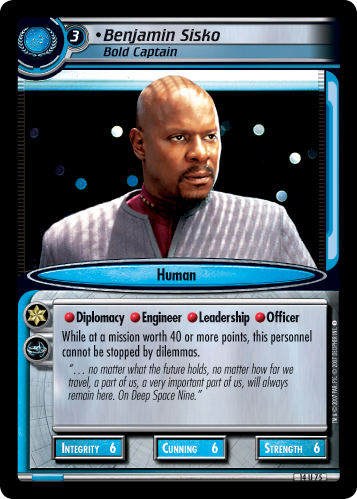 3 •Benjamin Sisko
Bold Captain
Human
Diplomacy Engineer Leadership Officer
While at a mission worth 40 or more points, this personnel
cannot be stopped by dilemmas.
"… no matter what the future holds, no matter how far we
travel, a part of us, a very important part of us, will always
remain here. On Deep Space Nine."
INTEGRITY 6 CUNNING 6 STRENGTH 6
14 U 75